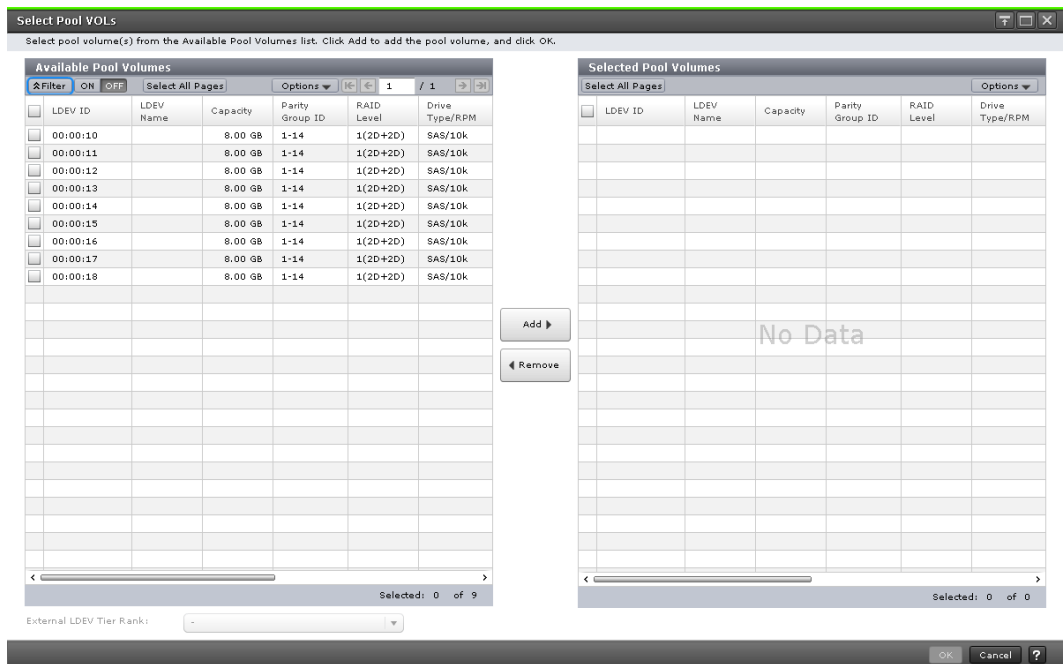 Select Pool VOLs
Select pool volume(s) from the Available Pool Volumes list. Click Add to add the pool volume, and click OK.
Available Pool Volumes
Filter ON OFF Select All Pages Options 1 / 1
LDEV ID LDEV Name Capacity Parity Group ID RAID Level Drive Type/RPM
00:00:10 8.00 GB 1-14 1(2D+2D) SAS/10k
00:00:11 8.00 GB 1-14 1(2D+2D) SAS/10k
00:00:12 8.00 GB 1-14 1(2D+2D) SAS/10k
00:00:13 8.00 GB 1-14 1(2D+2D) SAS/10k
00:00:14 8.00 GB 1-14 1(2D+2D) SAS/10k
00:00:15 8.00 GB 1-14 1(2D+2D) SAS/10k
00:00:16 8.00 GB 1-14 1(2D+2D) SAS/10k
00:00:17 8.00 GB 1-14 1(2D+2D) SAS/10k
00:00:18 8.00 GB 1-14 1(2D+2D) SAS/10k
Selected: 0 of 9
External LDEV Tier Rank: -
Add
Remove
Selected Pool Volumes
Select All Pages Options
LDEV ID LDEV Name Capacity Parity Group ID RAID Level Drive Type/RPM
No Data
Selected: 0 of 0
OK Cancel ?